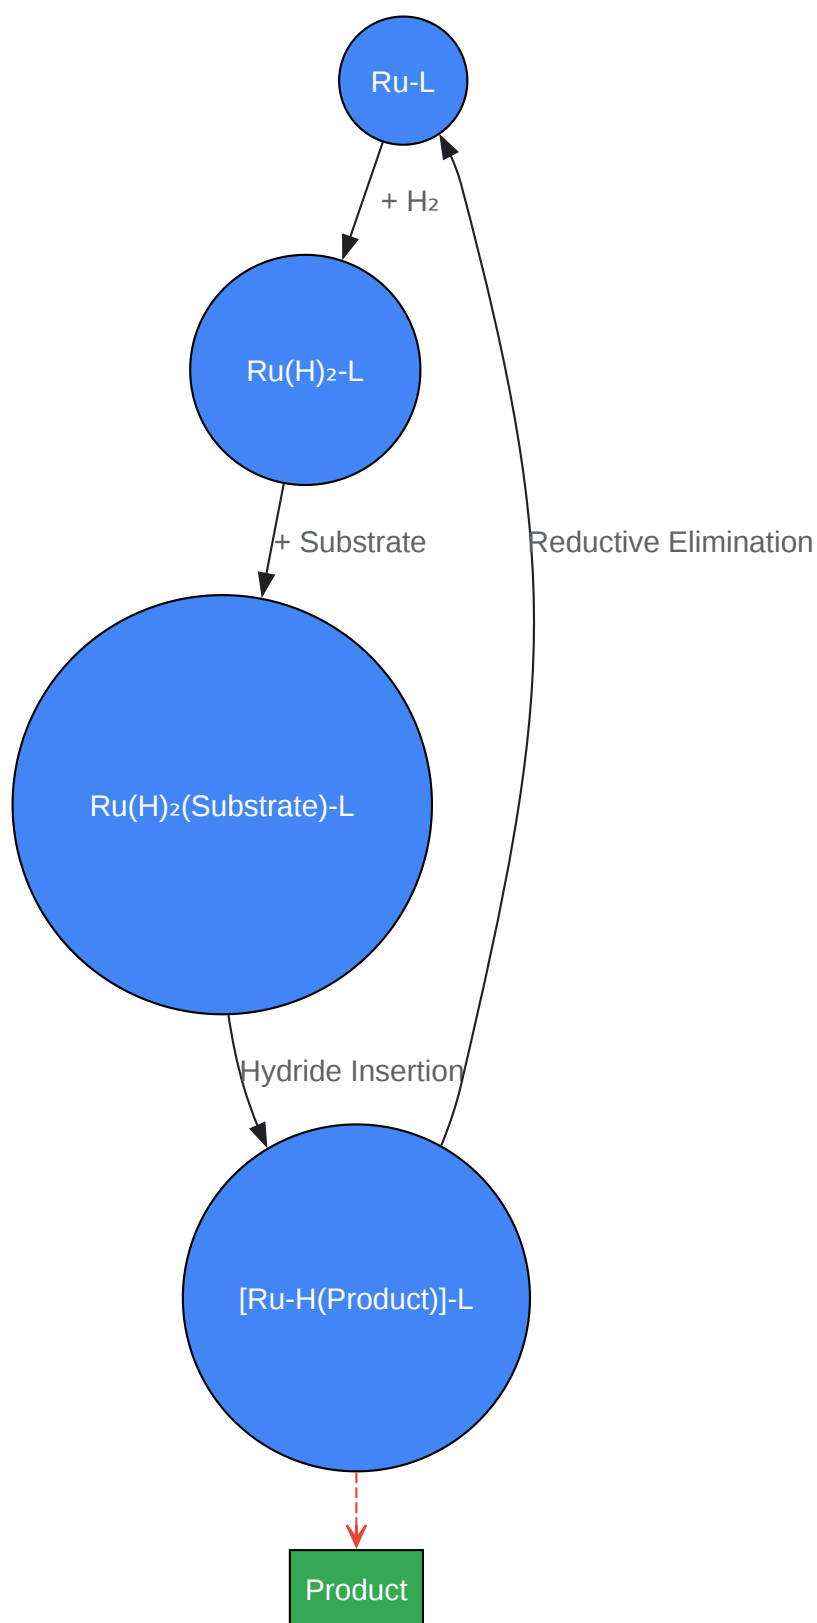 Ru-L
+ H₂
Ru(H)₂-L
+ Substrate
Reductive Elimination
Ru(H)₂(Substrate)-L
Hydride Insertion
[Ru-H(Product)]-L
Product